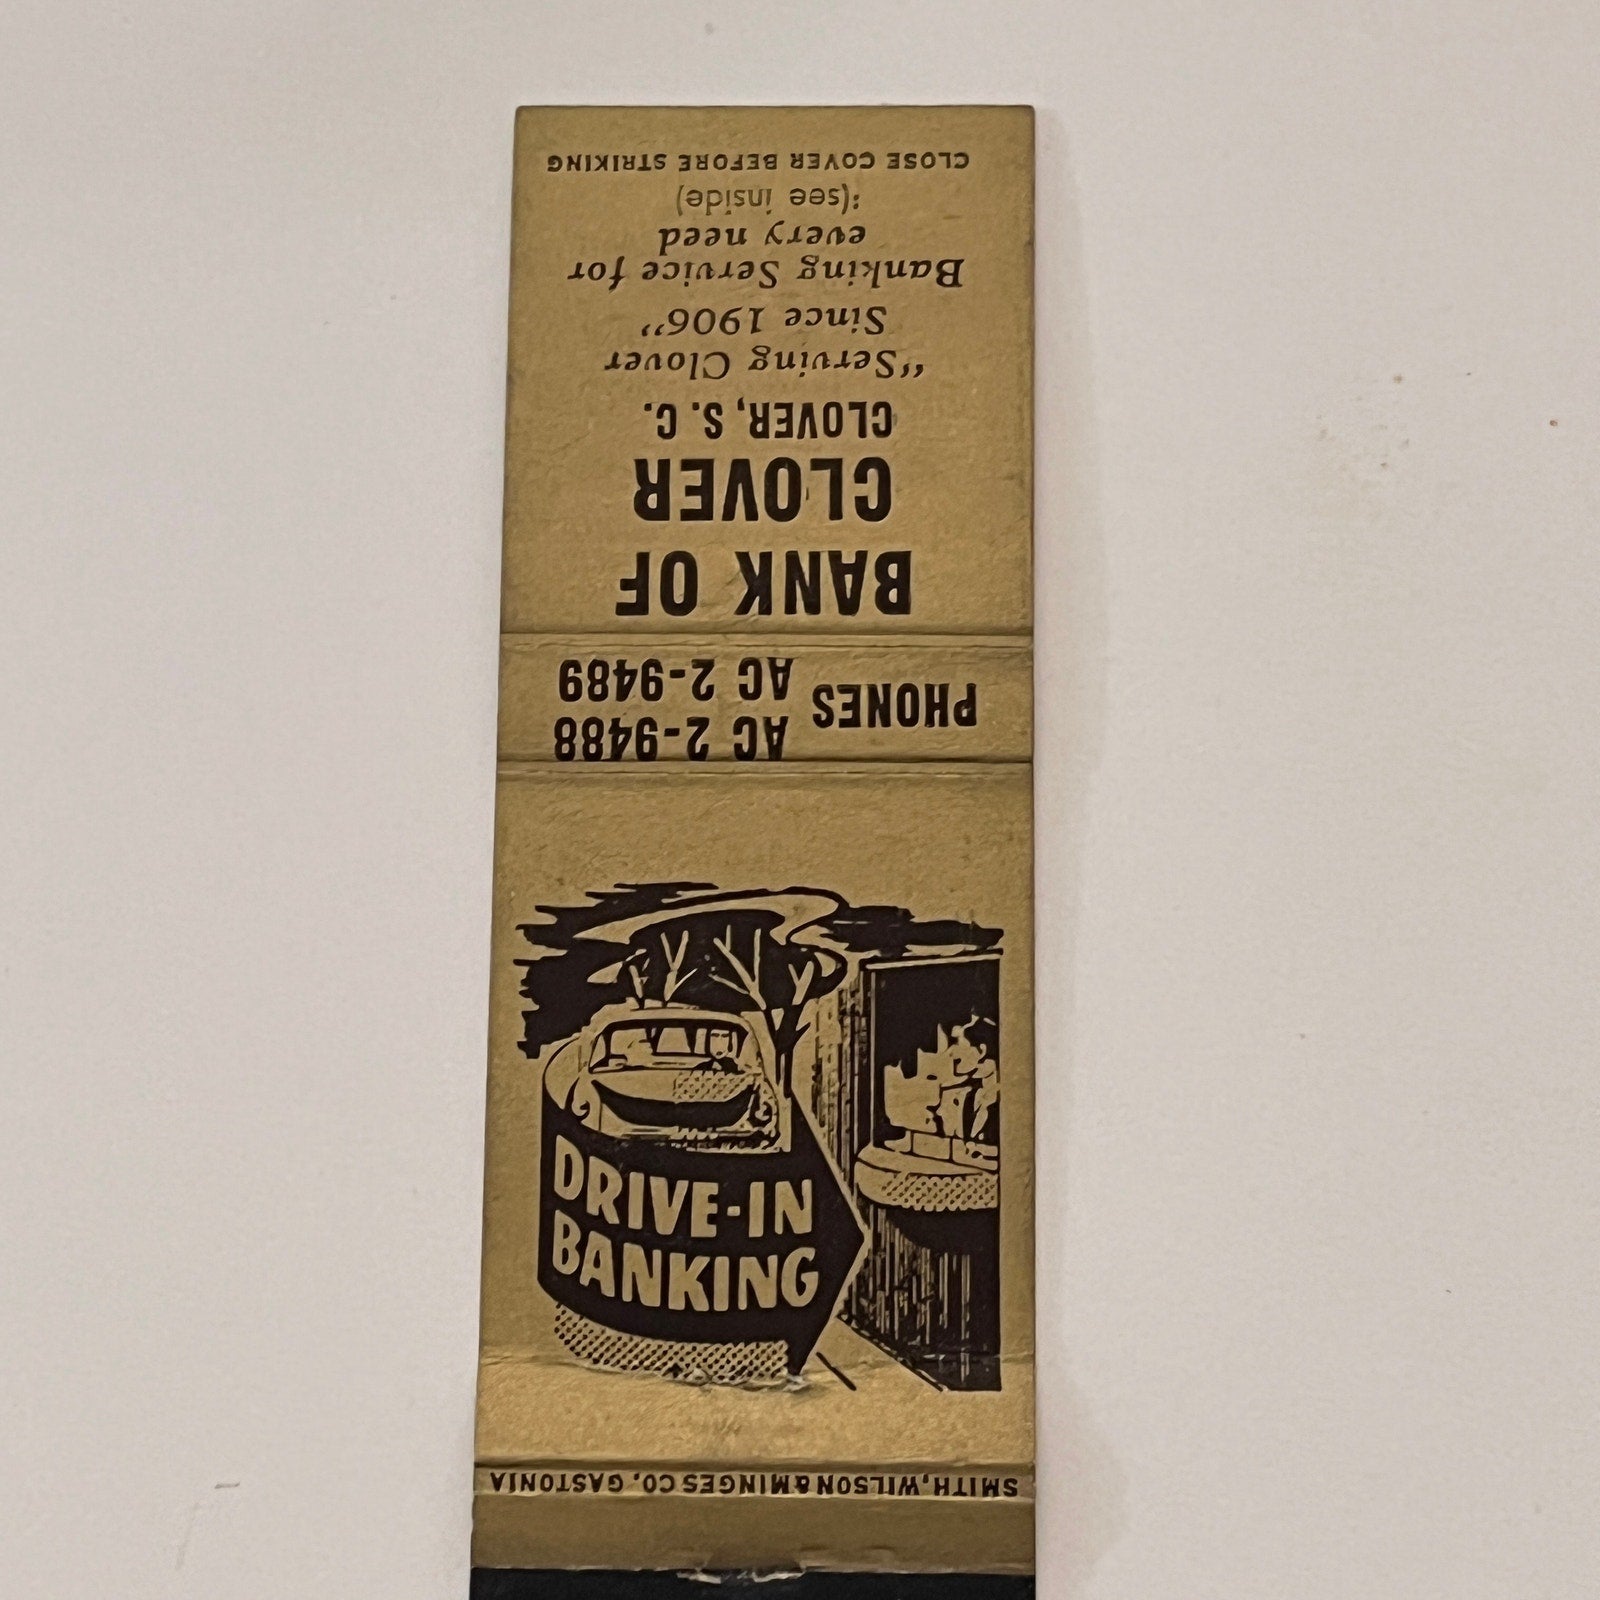 PHONES
AC 2-9488
AC 2-9489
BANK OF
CLOVER
CLOVER, S. C.
"Serving Clover
Since 1906"
Banking Service for
every need
(see inside)
CLOSE COVER BEFORE STRIKING
DRIVE-IN
BANKING
SMITH, WILSON & MINGES CO. GASTONIA